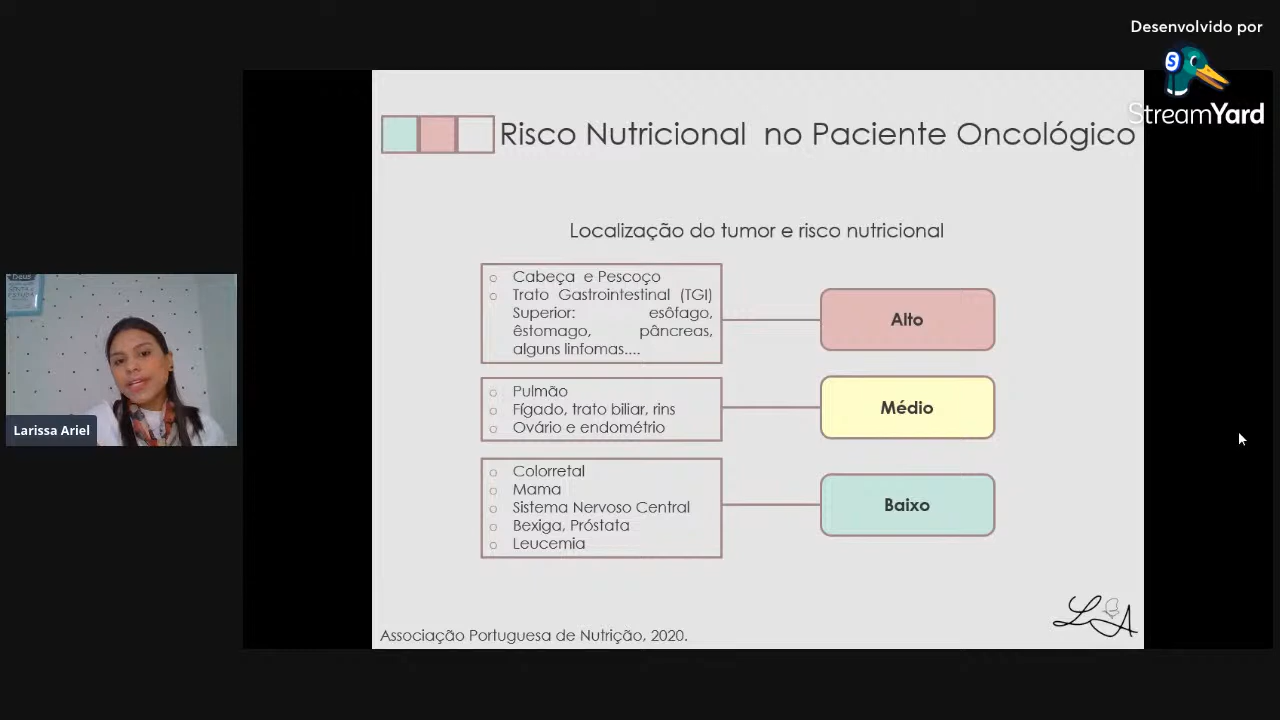 Desenvolvido por
StreamYard
Risco Nutricional no Paciente Oncológico
Localização do tumor e risco nutricional
Cabeça e Pescoço
Trato Gastrointestinal (TGI)
Superior: esôfago,
êstomago, pâncreas,
alguns linfomas....
Alto
Pulmão
Fígado, trato biliar, rins
Ovário e endométrio
Médio
Colorretal
Mama
Sistema Nervoso Central
Bexiga, Próstata
Leucemia
Baixo
Larissa Ariel
Associação Portuguesa de Nutrição, 2020.
LA